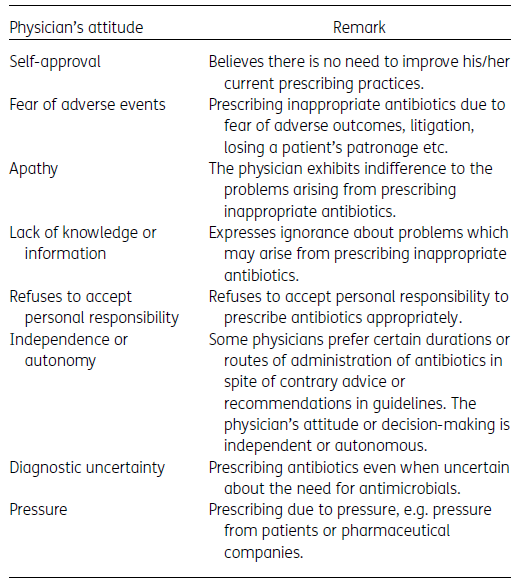 Physician's attitude Remark
Self-approval Believes there is no need to improve his/her
current prescribing practices.
Fear of adverse events Prescribing inappropriate antibiotics due to
fear of adverse outcomes, litigation,
losing a patient's patronage etc.
Apathy The physician exhibits indifference to the
problems arising from prescribing
inappropriate antibiotics.
Lack of knowledge or Expresses ignorance about problems which
information may arise from prescribing inappropriate
antibiotics.
Refuses to accept Refuses to accept personal responsibility to
personal responsibility prescribe antibiotics appropriately.
Independence or Some physicians prefer certain durations or
autonomy routes of administration of antibiotics in
spite of contrary advice or
recommendations in guidelines. The
physician's attitude or decision-making is
independent or autonomous.
Diagnostic uncertainty Prescribing antibiotics even when uncertain
about the need for antimicrobials.
Pressure Prescribing due to pressure, e.g. pressure
from patients or pharmaceutical
companies.